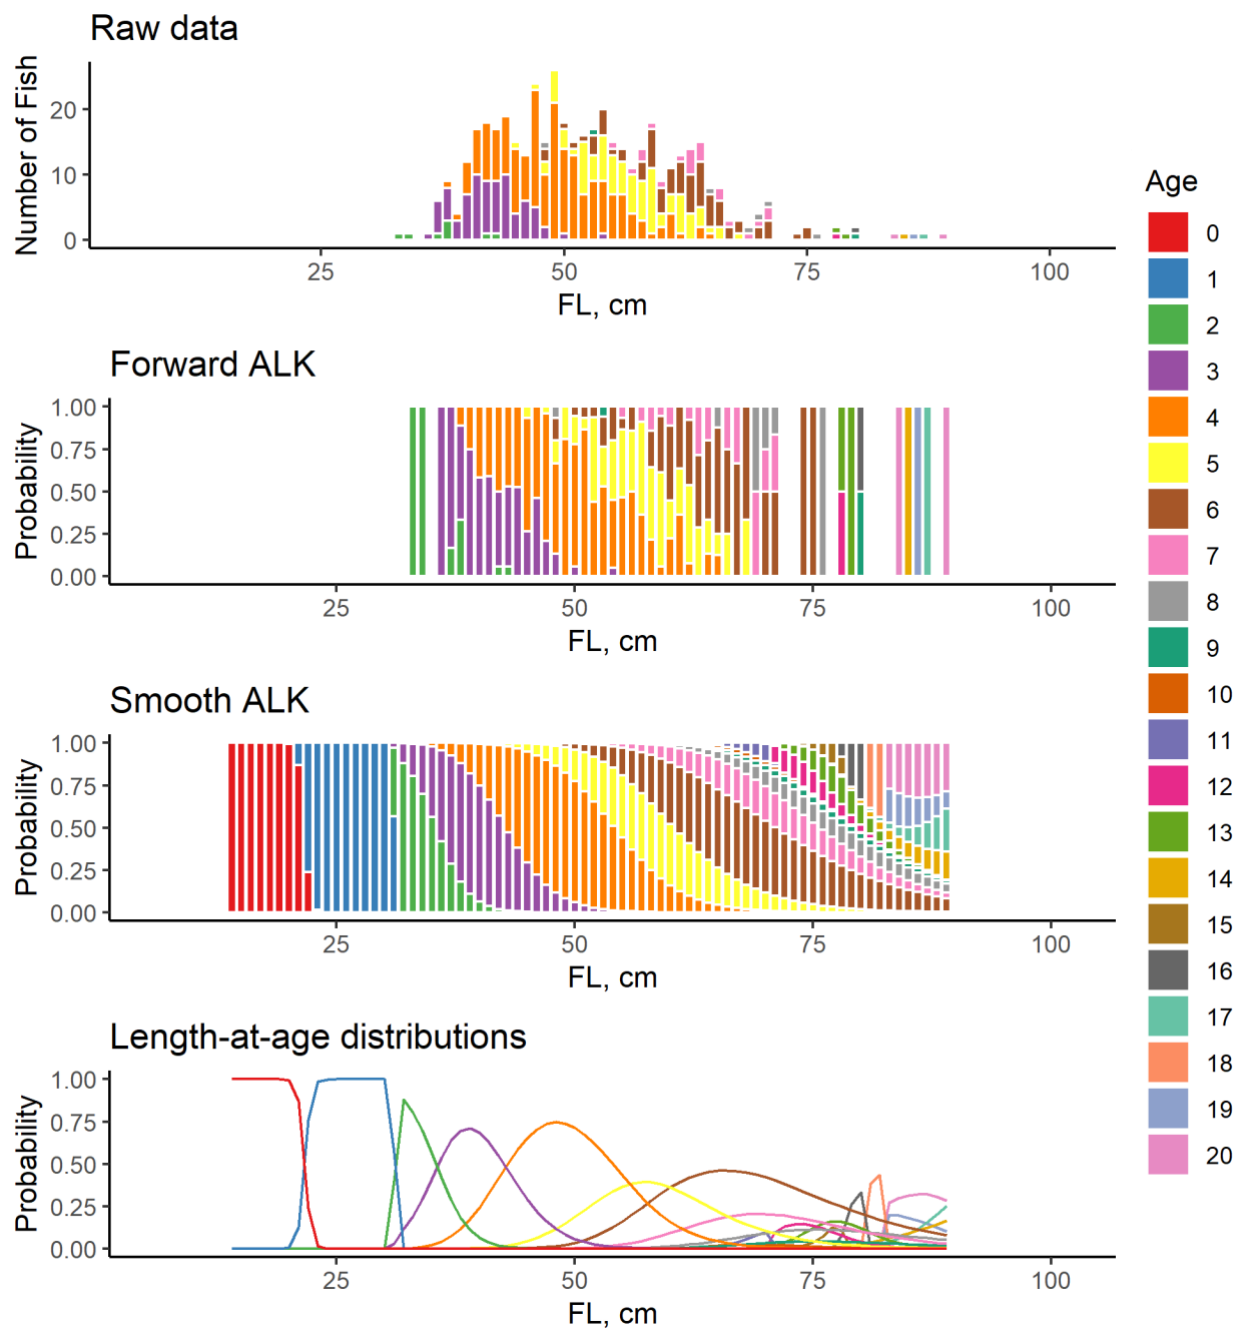 Raw data
Number of Fish
20
10
0
25 50 75 100
FL, cm
Forward ALK
Probability
1.00
0.75
0.50
0.25
0.00
25 50 75 100
FL, cm
Smooth ALK
Probability
1.00
0.75
0.50
0.25
0.00
25 50 75 100
FL, cm
Length-at-age distributions
Probability
1.00
0.75
0.50
0.25
0.00
25 50 75 100
FL, cm
Age
0
1
2
3
4
5
6
7
8
9
10
11
12
13
14
15
16
17
18
19
20